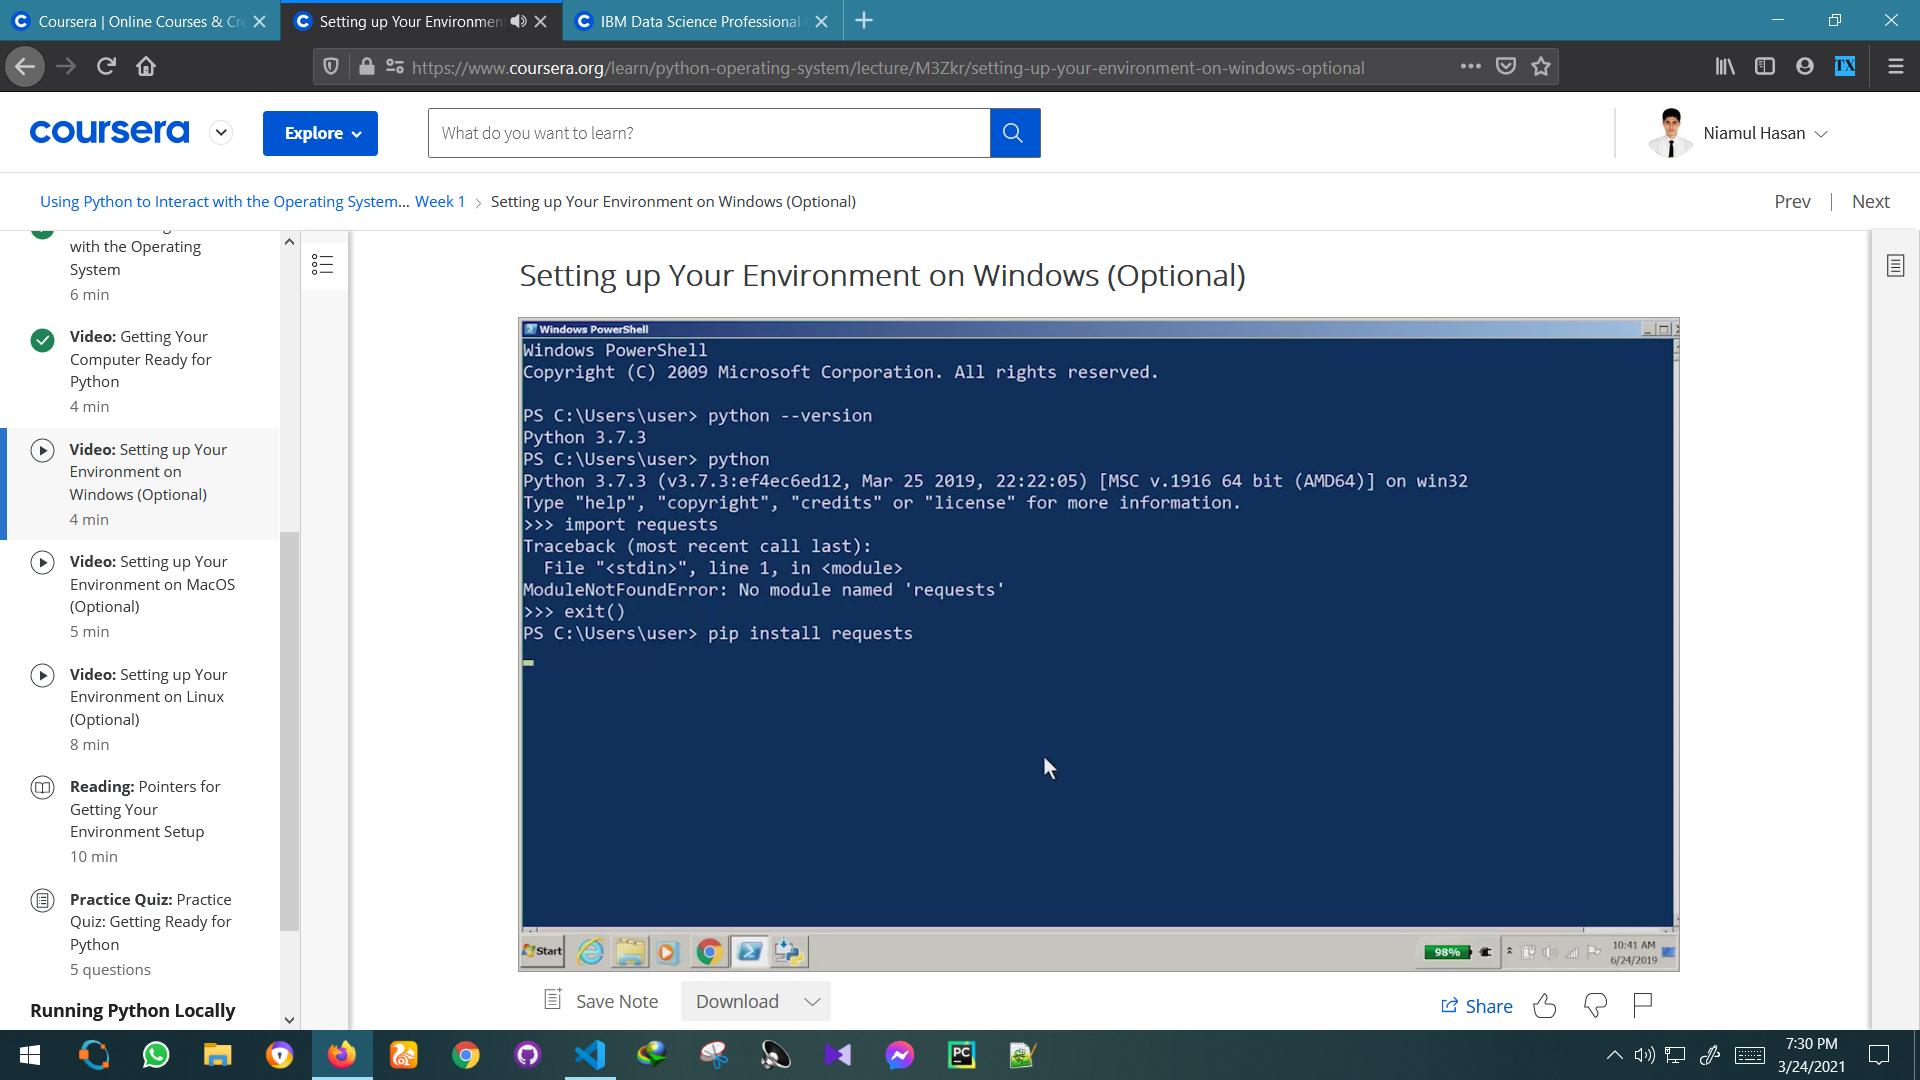 Coursera | Online Courses & Cre
Setting up Your Environment
IBM Data Science Professional
https://www.coursera.org/learn/python-operating-system/lecture/M3Zkr/setting-up-your-environment-on-windows-optional
TX
coursera
Explore
What do you want to learn?
Niamul Hasan
Using Python to Interact with the Operating System... Week 1 > Setting up Your Environment on Windows (Optional)
Prev | Next
with the Operating
System
6 min
Video: Getting Your
Computer Ready for
Python
4 min
Video: Setting up Your
Environment on
Windows (Optional)
4 min
Video: Setting up Your
Environment on MacOS
(Optional)
5 min
Video: Setting up Your
Environment on Linux
(Optional)
8 min
Reading: Pointers for
Getting Your
Environment Setup
10 min
Practice Quiz: Practice
Quiz: Getting Ready for
Python
5 questions
Running Python Locally
Setting up Your Environment on Windows (Optional)
Windows PowerShell
Windows PowerShell
Copyright (C) 2009 Microsoft Corporation. All rights reserved.
PS C:\Users\user> python --version
Python 3.7.3
PS C:\Users\user> python
Python 3.7.3 (v3.7.3:ef4ec6ed12, Mar 25 2019, 22:22:05) [MSC v.1916 64 bit (AMD64)] on win32
Type "help", "copyright", "credits" or "license" for more information.
>>> import requests
Traceback (most recent call last):
  File "<stdin>", line 1, in <module>
ModuleNotFoundError: No module named 'requests'
>>> exit()
PS C:\Users\user> pip install requests
Start
98%
10:41 AM
6/24/2019
Save Note
Download
Share
PC
7:30 PM
3/24/2021